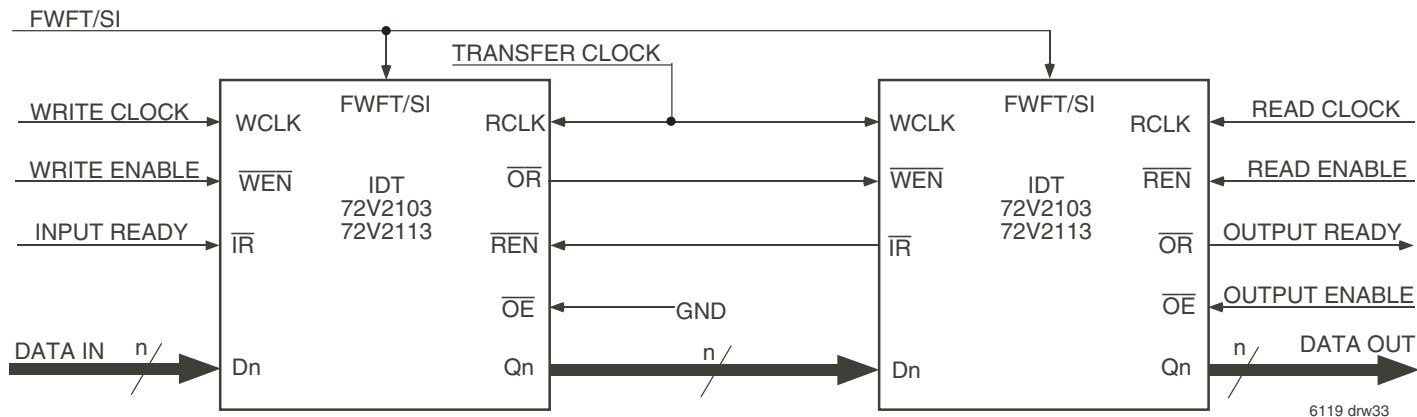 FWFT/SI
TRANSFER CLOCK
FWFT/SI
FWFT/SI
WRITE CLOCK
WCLK
RCLK
WCLK
RCLK
READ CLOCK
WRITE ENABLE
WEN
IDT
72V2103
72V2113
OR
WEN
IDT
72V2103
72V2113
REN
READ ENABLE
INPUT READY
IR
REN
IR
OR
OUTPUT READY
OE
GND
OE
OUTPUT ENABLE
DATA IN
n
Dn
Qn
n
Dn
Qn
n
DATA OUT
6119 drw33